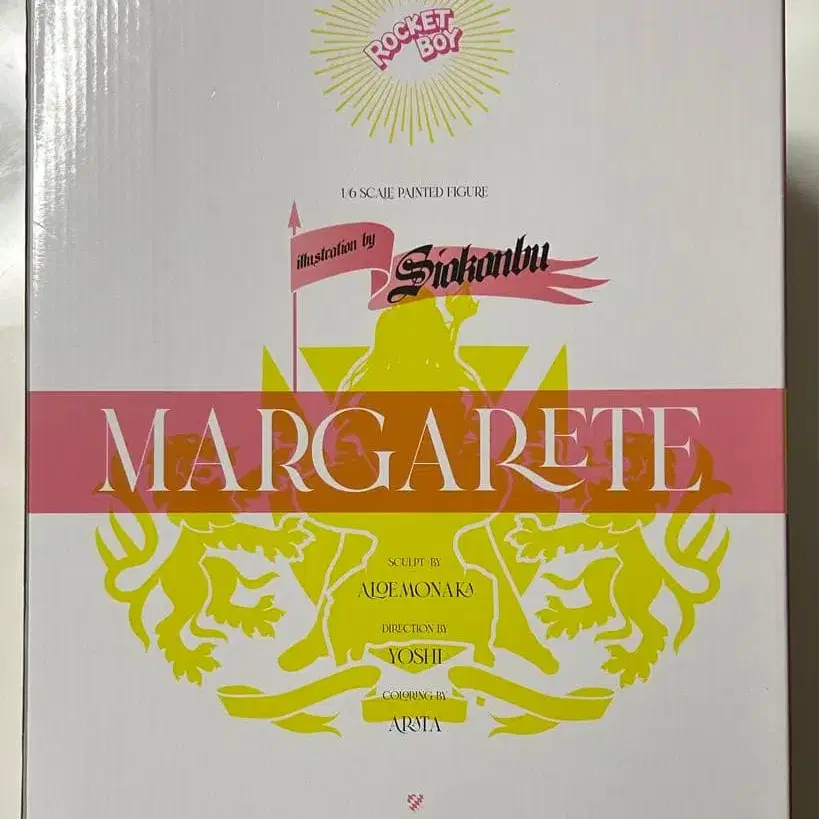 ROCKET
BOY
1/6 SCALE PAINTED FIGURE
illustration by
Siokonbu
MARGARETE
SCULPT BY
ALOEMONAKA
DIRECTION BY
YOSHI
COLORING BY
ARATA